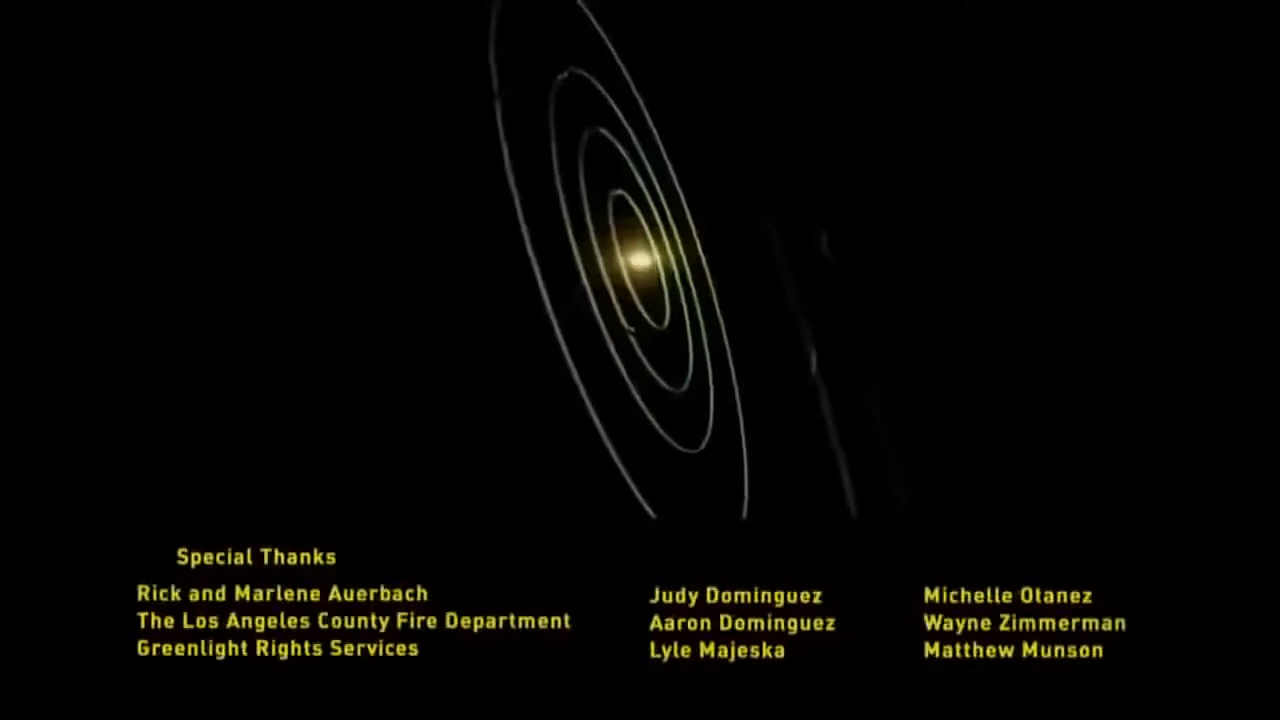 Special Thanks
Rick and Marlene Auerbach
The Los Angeles County Fire Department
Greenlight Rights Services
Judy Dominguez
Aaron Dominguez
Lyle Majeska
Michelle Otanez
Wayne Zimmerman
Matthew Munson